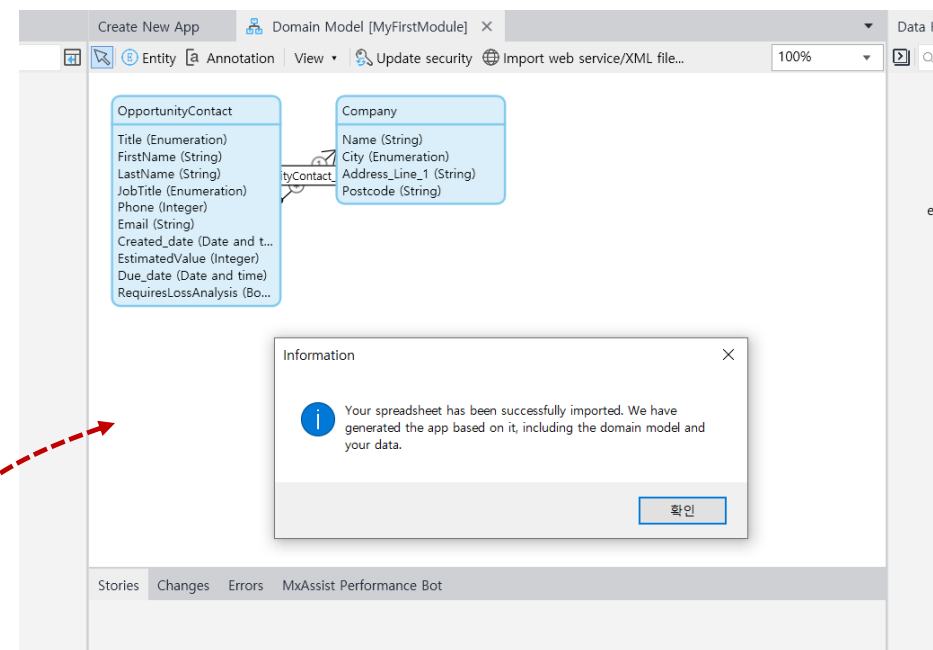 Create New App
Domain Model [MyFirstModule]
Data
Entity
Annotation
View
Update security
Import web service/XML file...
100%
OpportunityContact
Title (Enumeration)
FirstName (String)
LastName (String)
JobTitle (Enumeration)
Phone (Integer)
Email (String)
Created_date (Date and t...
EstimatedValue (Integer)
Due_date (Date and time)
RequiresLossAnalysis (Bo...
tyContact_
1
*
Company
Name (String)
City (Enumeration)
Address_Line_1 (String)
Postcode (String)
Information
Your spreadsheet has been successfully imported. We have
generated the app based on it, including the domain model and
your data.
확인
Stories
Changes
Errors
MxAssist Performance Bot